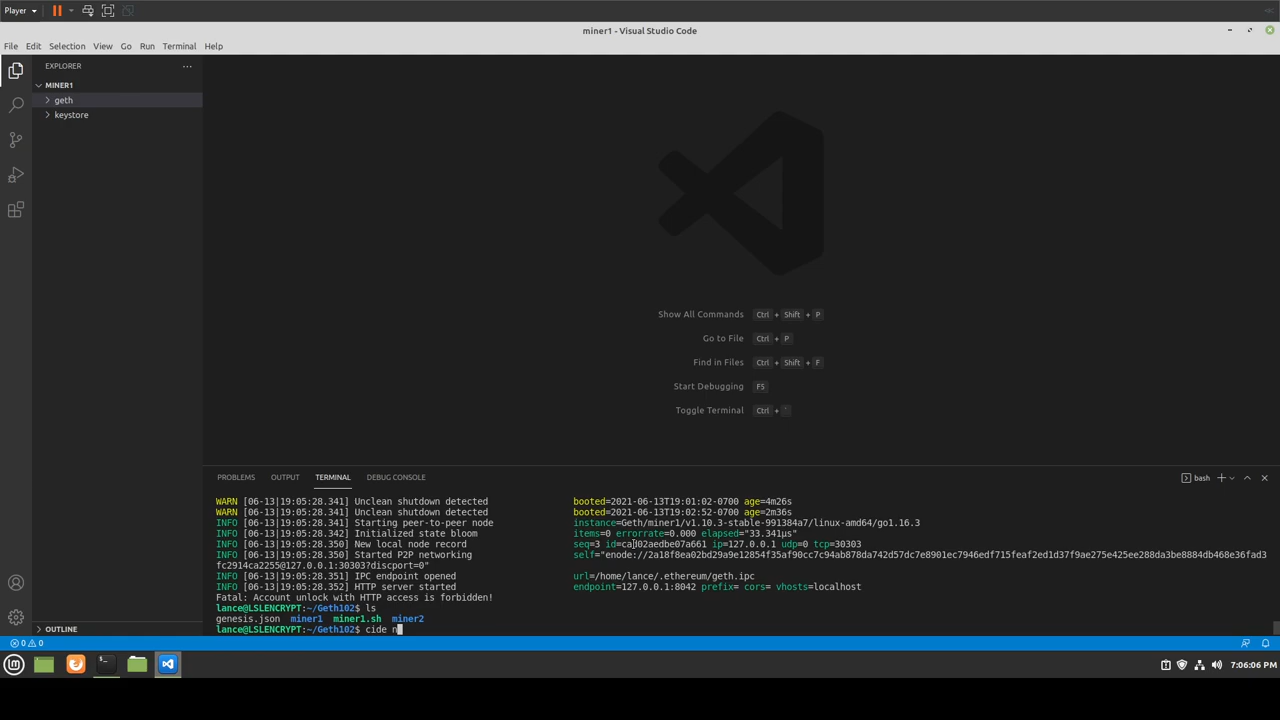 Player
miner1 - Visual Studio Code
File Edit Selection View Go Run Terminal Help
EXPLORER ...
MINER1
geth
keystore
Show All Commands Ctrl + Shift + P
Go to File Ctrl + P
Find in Files Ctrl + Shift + F
Start Debugging F5
Toggle Terminal Ctrl + `
PROBLEMS OUTPUT TERMINAL DEBUG CONSOLE bash
WARN [06-13|19:05:28.341] Unclean shutdown detected booted=2021-06-13T19:01:02-0700 age=4m26s
WARN [06-13|19:05:28.341] Unclean shutdown detected booted=2021-06-13T19:02:52-0700 age=2m36s
INFO [06-13|19:05:28.341] Starting peer-to-peer node instance=Geth/miner1/v1.10.3-stable-991384a7/linux-amd64/go1.16.3
INFO [06-13|19:05:28.342] Initialized state bloom items=0 errorrate=0.000 elapsed="33.341µs"
INFO [06-13|19:05:28.350] New local node record seq=3 ip=127.0.0.1 udp=0 tcp=30303
INFO [06-13|19:05:28.350] Started P2P networking self="enode://2a18f8ea02bd29a9e12854f35af90cc7c94ab878da742d57dc7e8901ec7946edf715feaf2ed1d37f9ae275e425ee288da3be8884db468e36fad3
fc2914ca2255@127.0.0.1:30303?discport=0"
INFO [06-13|19:05:28.351] IPC endpoint opened url=/home/lance/.ethereum/geth.ipc
INFO [06-13|19:05:28.352] HTTP server started endpoint=127.0.0.1:8042 prefix= cors= vhosts=localhost
Fatal: Account unlock with HTTP access is forbidden!
lance@LSLENCRYPT:~/Geth102$ ls
genesis.json miner1 miner1.sh miner2
lance@LSLENCRYPT:~/Geth102$ cide n
OUTLINE
0 0
7:06:06 PM